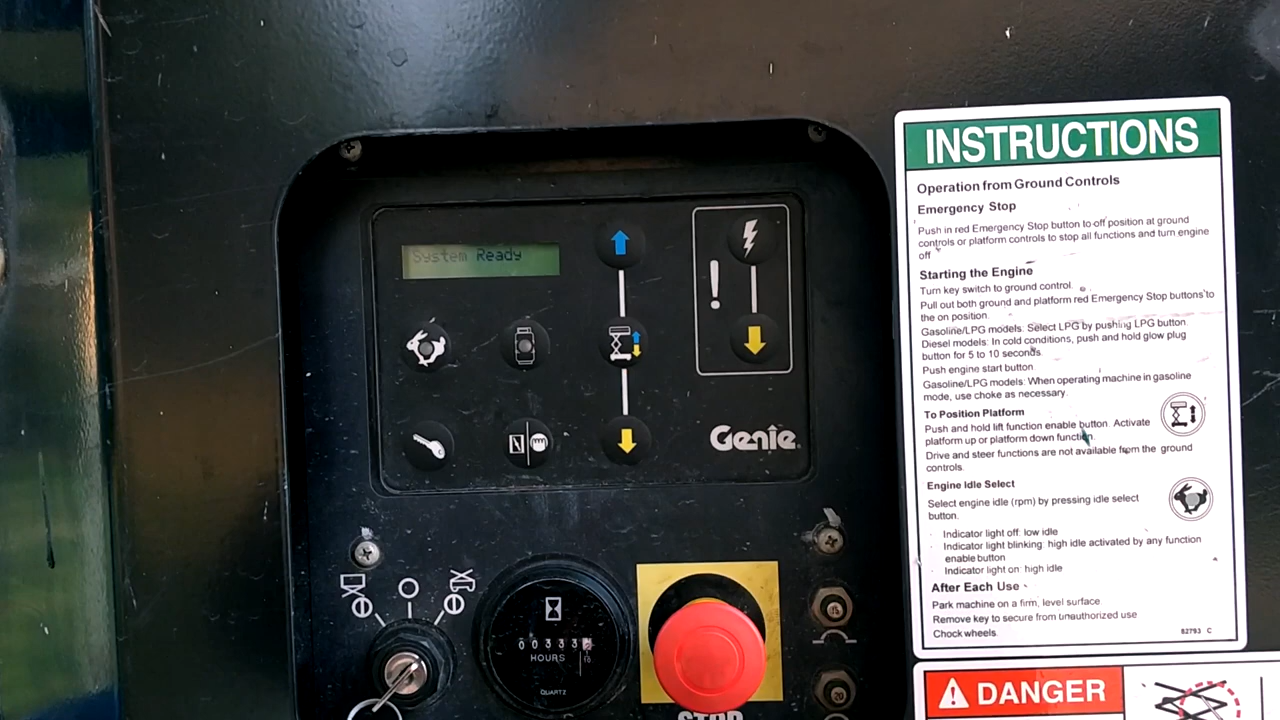 System Ready
Genie
00333
HOURS
1/10
QUARTZ
STOP
15
20
INSTRUCTIONS
Operation from Ground Controls
Emergency Stop
Push in red Emergency Stop button to off position at ground
controls or platform controls to stop all functions and turn engine
off
Starting the Engine
Turn key switch to ground control.
Pull out both ground and platform red Emergency Stop buttons to
the on position.
Gasoline/LPG models: Select LPG by pushing LPG button
Diesel models: In cold conditions, push and hold glow plug
button for 5 to 10 seconds.
Push engine start button
Gasoline/LPG models: When operating machine in gasoline
mode, use choke as necessary.
To Position Platform
Push and hold lift function enable button. Activate
platform up or platform down function.
Drive and steer functions are not available from the ground
controls.
Engine Idle Select
Select engine idle (rpm) by pressing idle select
button.
Indicator light off: low idle
Indicator light blinking: high idle activated by any function
enable button
Indicator light on: high idle
After Each Use
Park machine on a firm, level surface.
Remove key to secure from unauthorized use
Chock wheels.
82793 C
DANGER